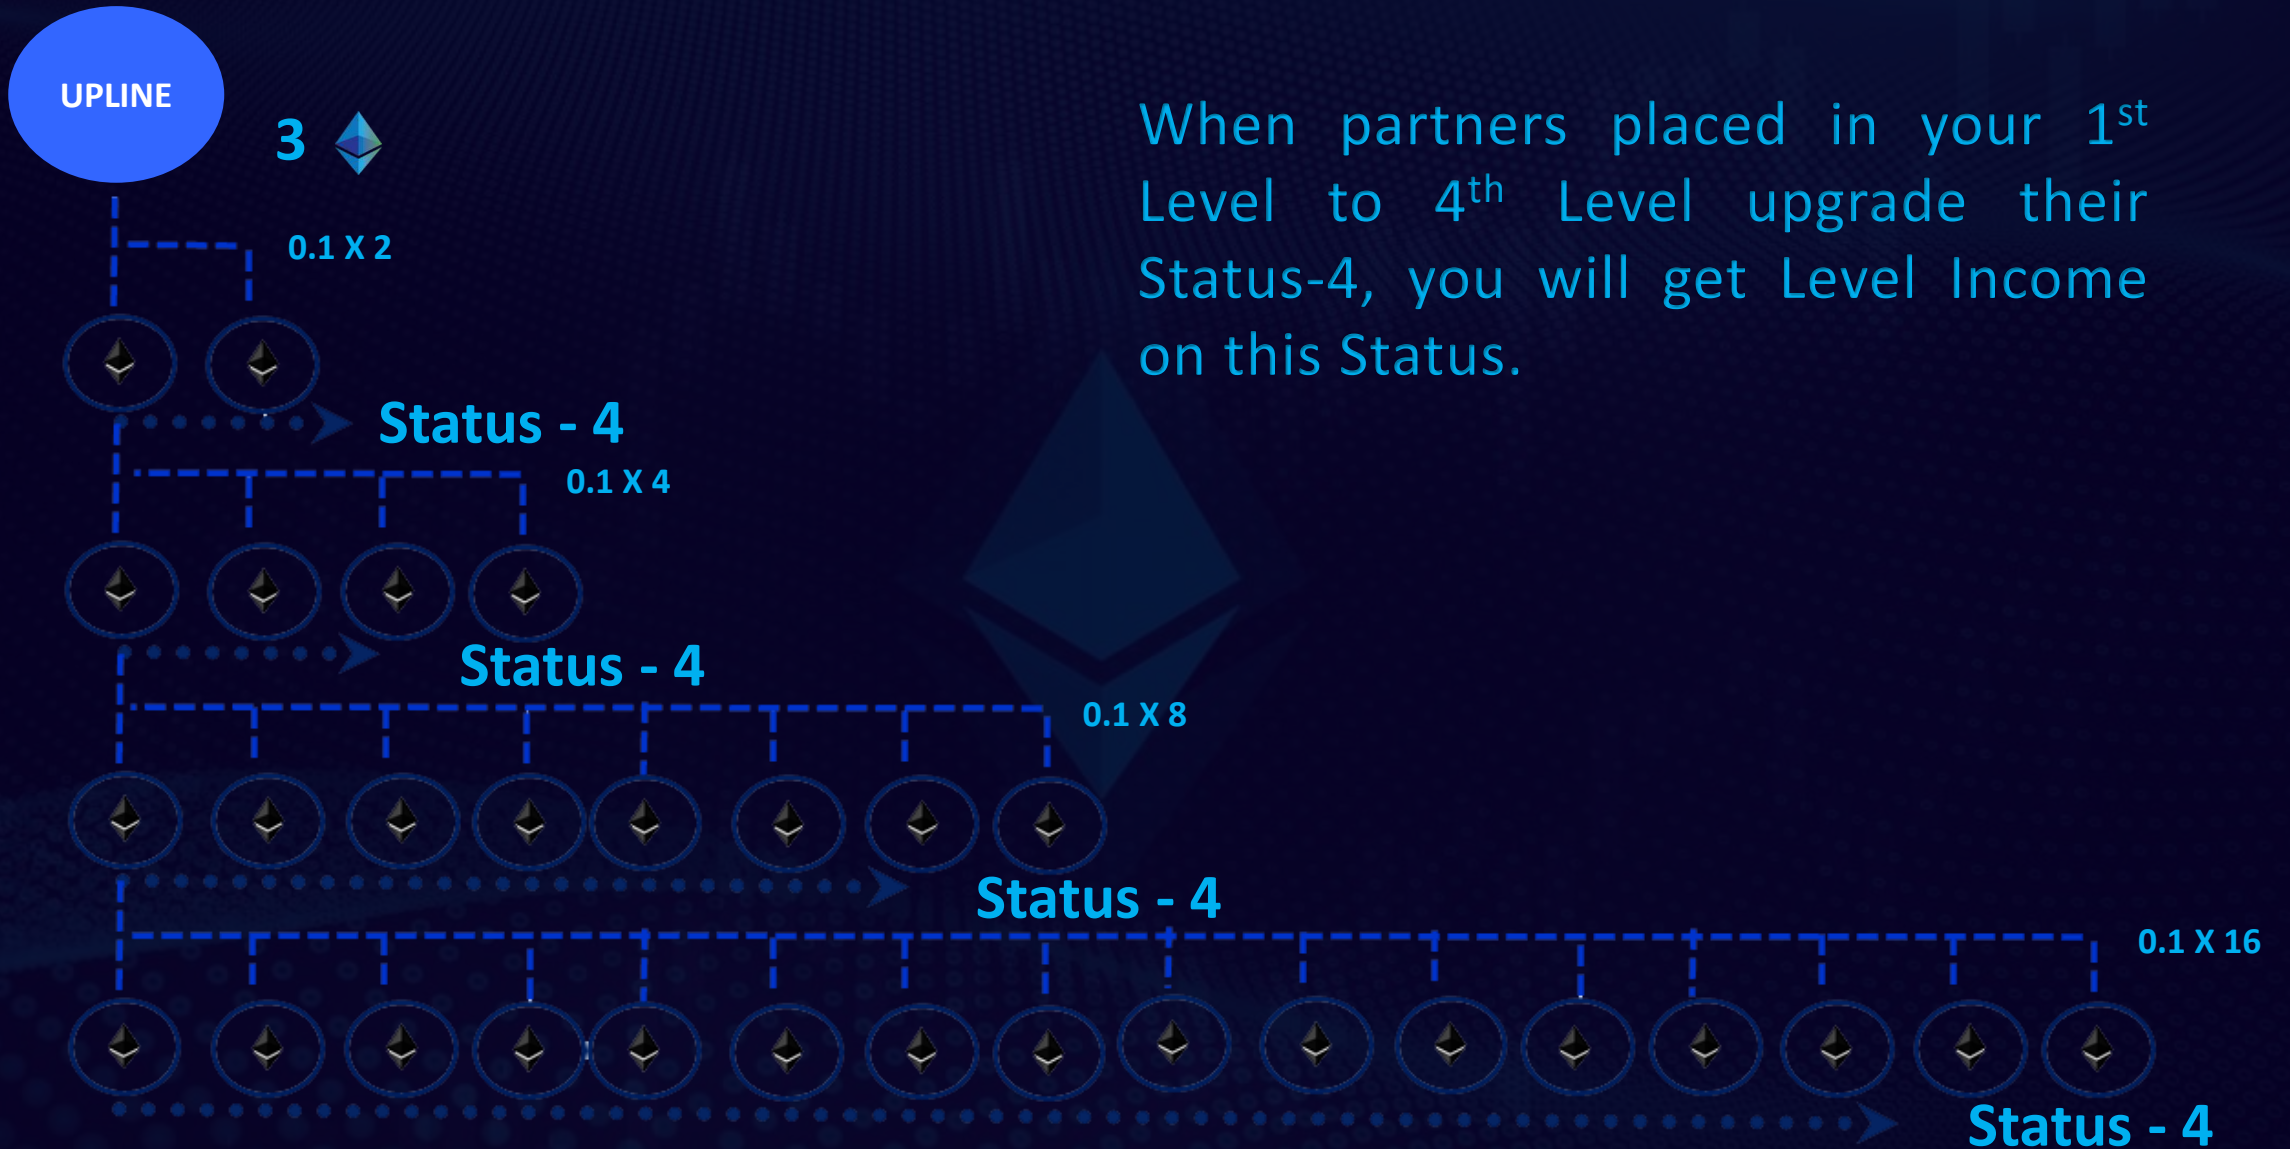 UPLINE
3
When partners placed in your 1st
Level to 4th Level upgrade their
Status-4, you will get Level Income
on this Status.
0.1 X 2
Status - 4
0.1 X 4
Status - 4
0.1 X 8
Status - 4
0.1 X 16
Status - 4